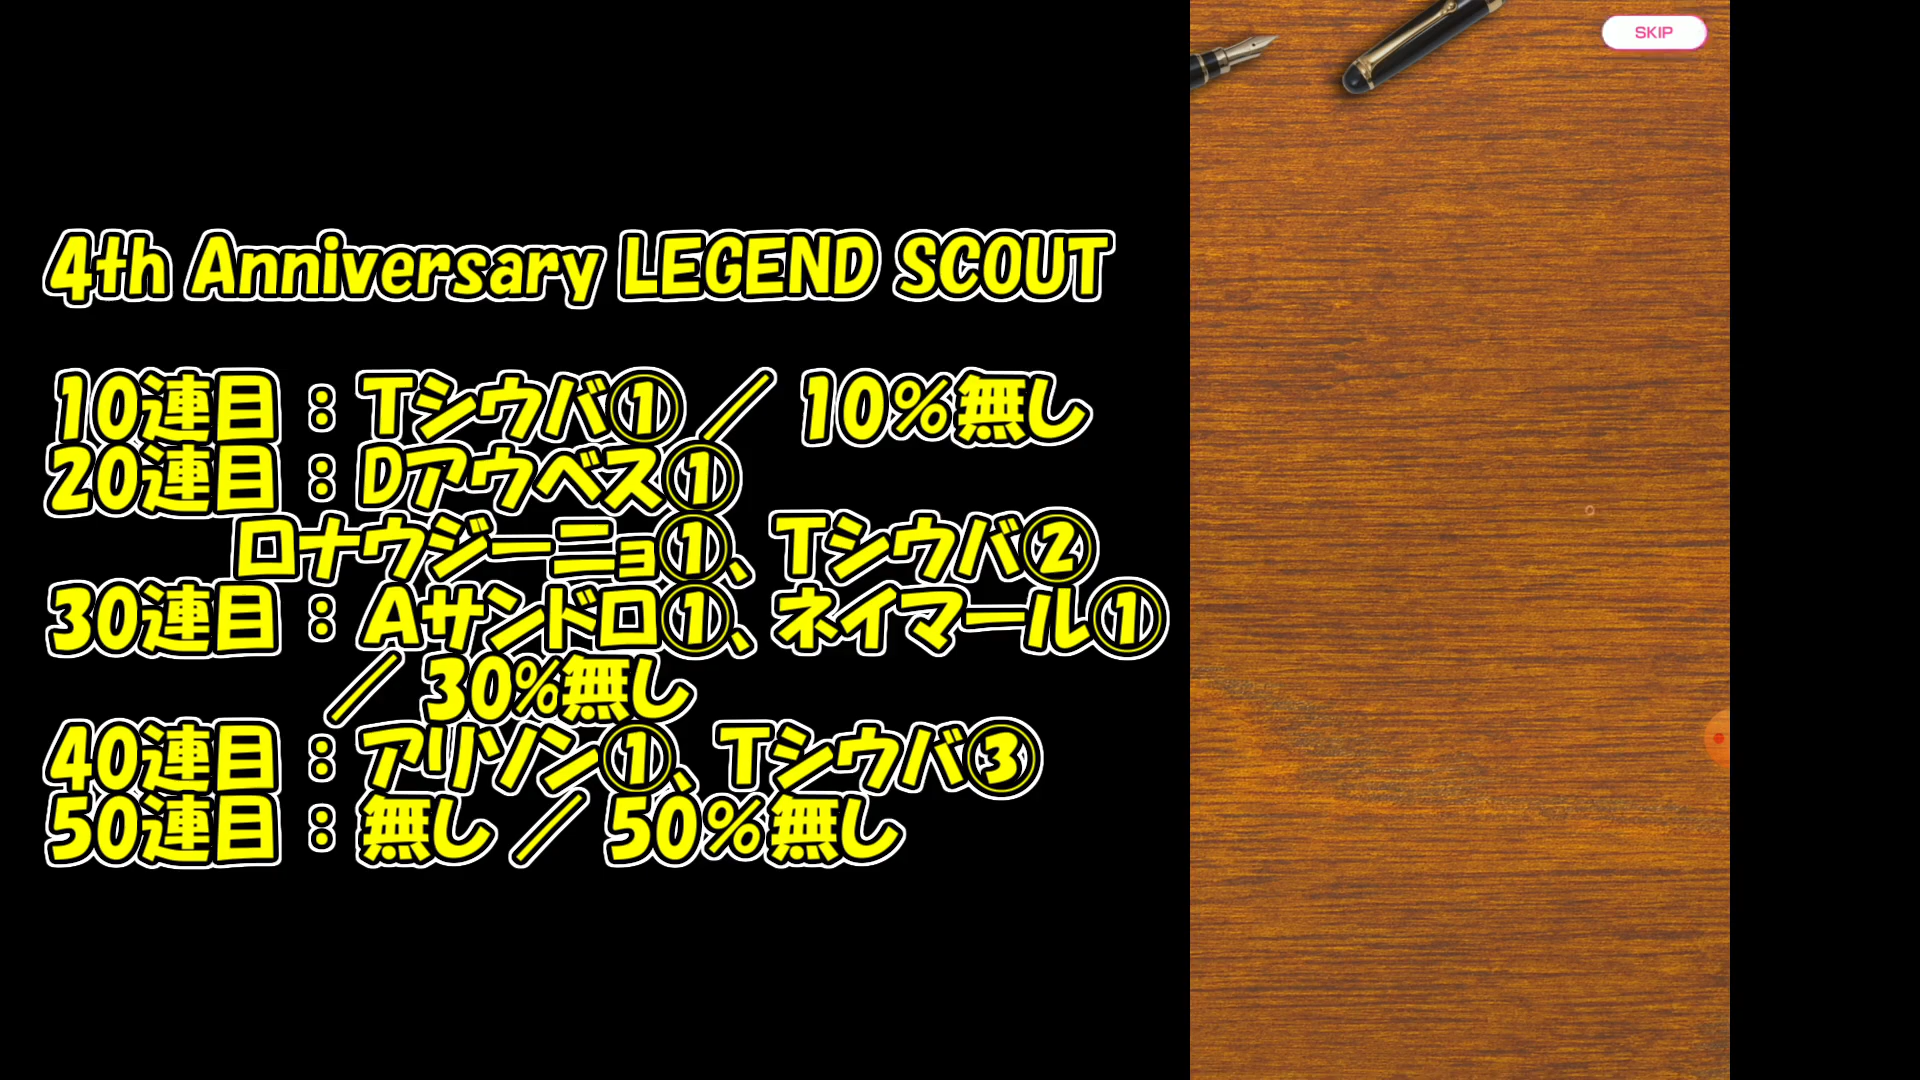 4th Anniversary LEGEND SCOUT
10連目：Tシウバ①／ 10%無し
20連目：Dアウベス①
ロナウジーニョ①、Tシウバ②
30連目：Aサンドロ①、ネイマール①
／ 30%無し
40連目：アリソン①、Tシウバ③
50連目：無し ／ 50%無し
SKIP